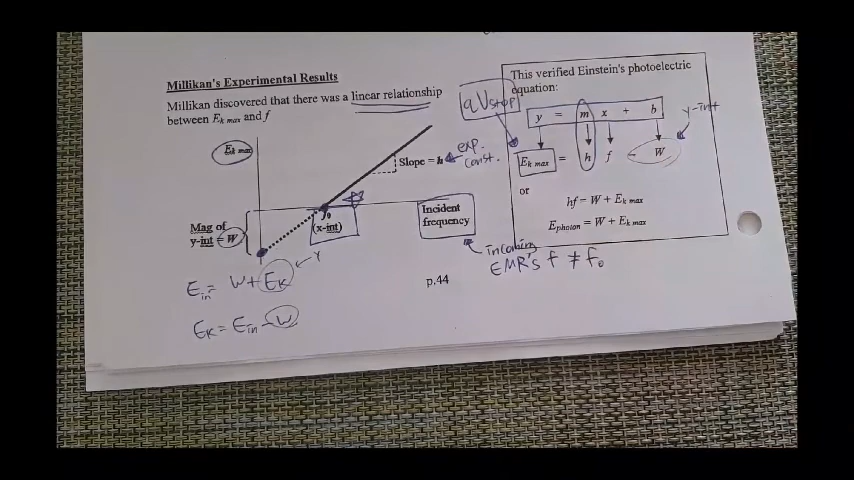 Millikan's Experimental Results
Millikan discovered that there was a linear relationship
between Ek max and f
Ek max
Slope = h
exp.
const.
f₀
(x-int)
Incident
frequency
Mag of
y-int = W
incoming
EMR's f ≠ f₀
Ein = W + EK
Y
EK = Ein - W
p.44
qVstop
This verified Einstein's photoelectric
equation:
y = m x + b
y-int
Ek max = h f - W
or
hf = W + Ek max
Ephoton = W + Ek max